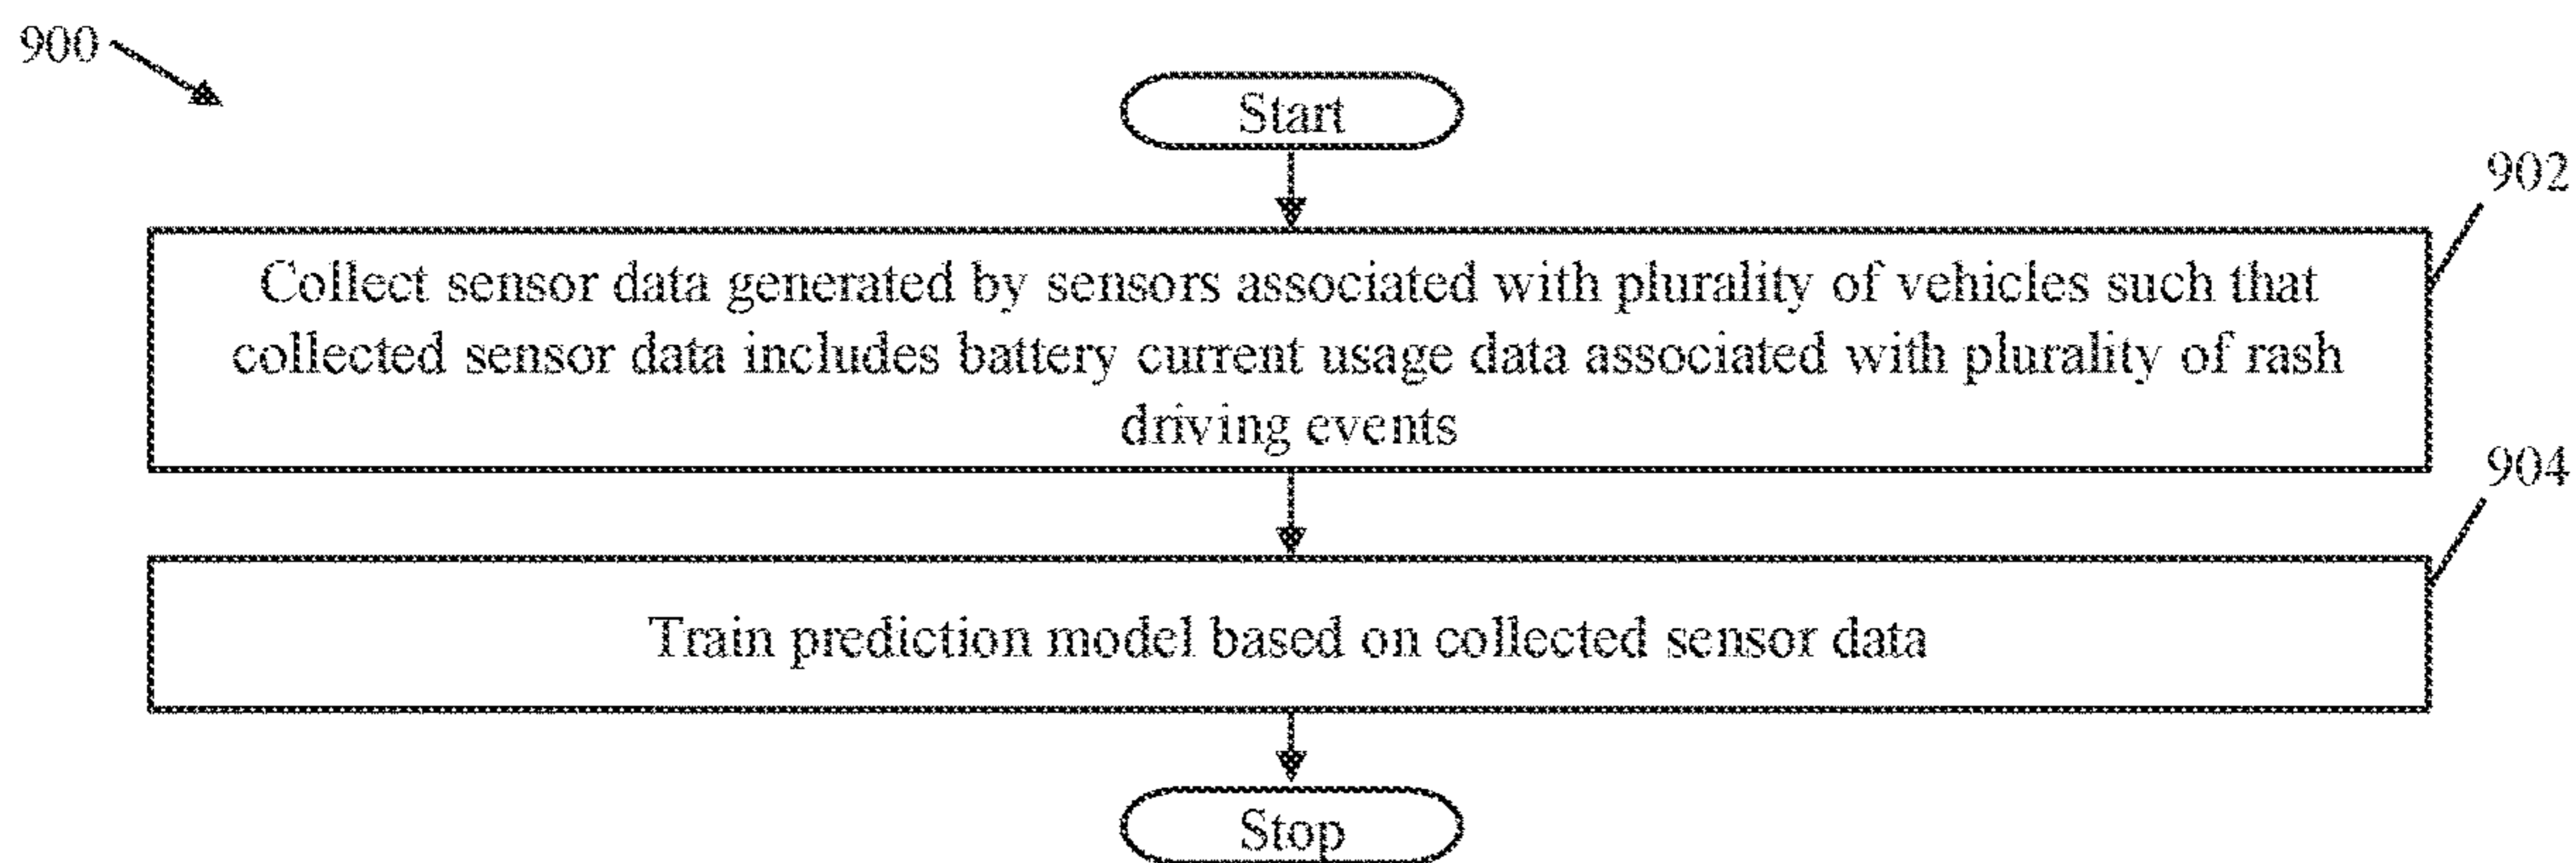 900
Start
902
Collect sensor data generated by sensors associated with plurality of vehicles such that
collected sensor data includes battery current usage data associated with plurality of rash
driving events
904
Train prediction model based on collected sensor data
Stop